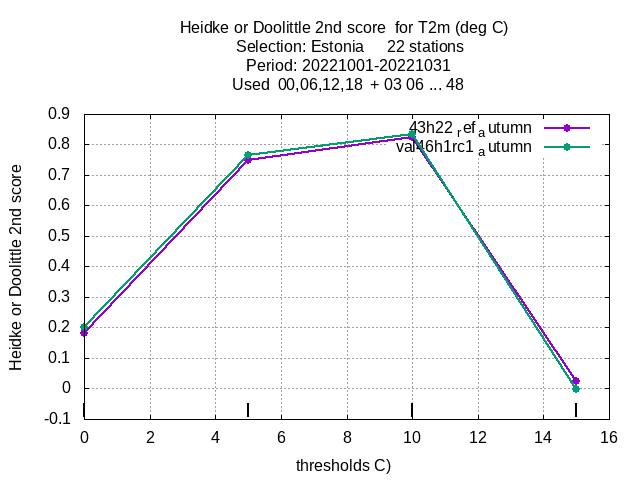 Heidke or Doolittle 2nd score  for T2m (deg C)
Selection: Estonia     22 stations
Period: 20221001-20221031
Used  00,06,12,18  + 03 06 ... 48
43h22 ref a utumn
val46h1rc1 a utumn
Heidke or Doolittle 2nd score
0.9
0.8
0.7
0.6
0.5
0.4
0.3
0.2
0.1
0
-0.1
0 2 4 6 8 10 12 14 16
thresholds C)